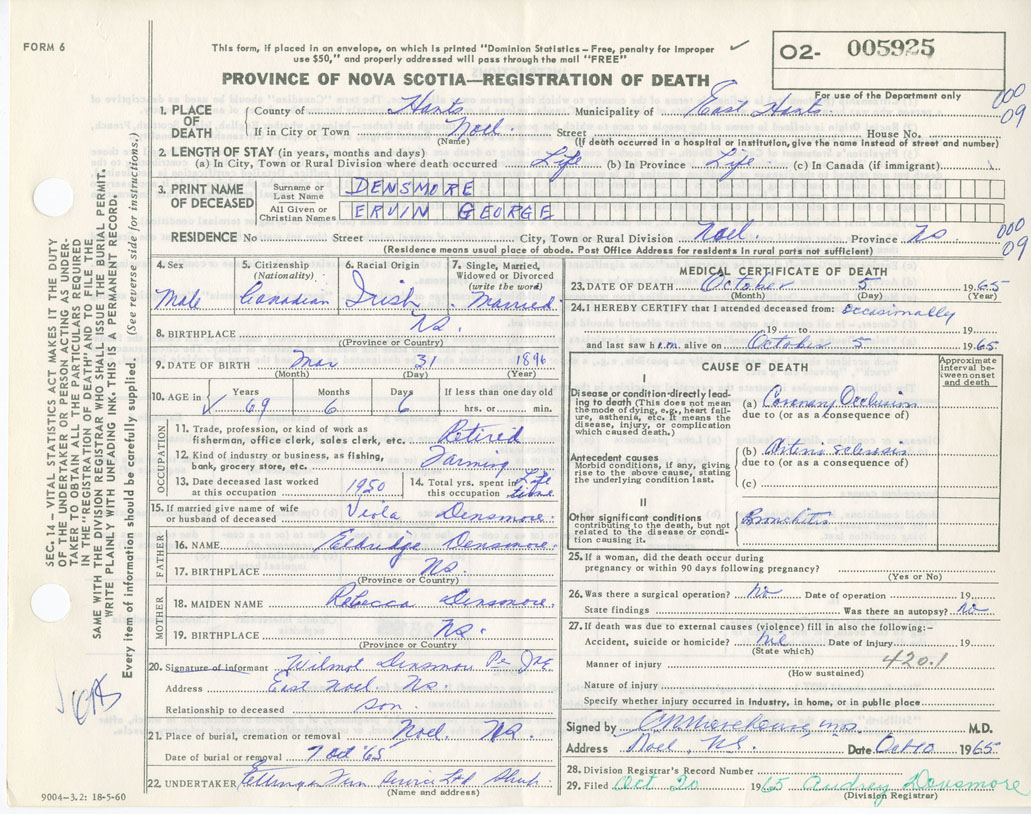 FORM 6
This form, if placed in an envelope, on which is printed "Dominion Statistics – Free, penalty for improper
use $50," and properly addressed will pass through the mail "FREE"
O2- 005925
PROVINCE OF NOVA SCOTIA—REGISTRATION OF DEATH
For use of the Department only
000
09
1. PLACE OF DEATH County of Hants Municipality of East Hants
If in City or Town Noel. Street House No.
(Name) (If death occurred in a hospital or institution, give the name instead of street and number)
2. LENGTH OF STAY (in years, months and days)
(a) In City, Town or Rural Division where death occurred Life (b) In Province Life (c) In Canada (if immigrant)
3. PRINT NAME OF DECEASED Surname or Last Name DENSMORE
All Given or Christian Names ERVIN GEORGE
RESIDENCE No Street City, Town or Rural Division Noel. Province NS
(Residence means usual place of abode. Post Office Address for residents in rural parts not sufficient)
000
09
4. Sex Male
5. Citizenship (Nationality) Canadian
6. Racial Origin Irish
7. Single, Married, Widowed or Divorced (write the word) Married
8. BIRTHPLACE NS.
(Province or Country)
9. DATE OF BIRTH Mar 31 1896
(Month) (Day) (Year)
10. AGE in Years Months Days If less than one day old
69 6 6 hrs. or min.
OCCUPATION
11. Trade, profession, or kind of work as fisherman, office clerk, sales clerk, etc. Retired
12. Kind of industry or business, as fishing, bank, grocery store, etc. Farming
13. Date deceased last worked at this occupation 1950
14. Total yrs. spent in this occupation Life time
15. If married give name of wife or husband of deceased Viola Densmore.
FATHER
16. NAME Eldridge Densmore.
17. BIRTHPLACE NS.
(Province or Country)
MOTHER
18. MAIDEN NAME Rebecca Densmore.
19. BIRTHPLACE NS.
(Province or Country)
20. Signature of informant Wilmot Densmore
Address East Noel. NS.
Relationship to deceased son.
21. Place of burial, cremation or removal Noel. NS.
Date of burial or removal 7 Oct '65
22. UNDERTAKER Fun Service Ltd
(Name and address)
9004-3.2: 18-5-60
MEDICAL CERTIFICATE OF DEATH
23. DATE OF DEATH October 5 1965
(Month) (Day) (Year)
24. I HEREBY CERTIFY that I attended deceased from: Occasionally
, 19 to 19
and last saw him alive on October 5 1965
CAUSE OF DEATH
Approximate interval between onset and death
I
Disease or condition directly leading to death (This does not mean the mode of dying, e.g., heart failure, asthenia, etc. It means the disease, injury, or complication which caused death.)
(a) Coronary Occlusion
due to (or as a consequence of)
Antecedent causes
Morbid conditions, if any, giving rise to the above cause, stating the underlying condition last.
(b) Arteriosclerosis
due to (or as a consequence of)
(c)
II
Other significant conditions contributing to the death, but not related to the disease or condition causing it.
Bronchitis
25. If a woman, did the death occur during pregnancy or within 90 days following pregnancy?
(Yes or No)
26. Was there a surgical operation? No Date of operation 19
State findings Was there an autopsy? No
27. If death was due to external causes (violence) fill in also the following:–
Accident, suicide or homicide? Nil Date of injury 19
(State which)
Manner of injury 420.1
(How sustained)
Nature of injury
Specify whether injury occurred in Industry, in home, or in public place
Signed by M.D.
Address Noel, NS. Date Oct 10 1965
28. Division Registrar's Record Number
29. Filed Oct 20 1965 Audrey Densmore
(Division Registrar)
SEC. 14 – VITAL STATISTICS ACT MAKES IT THE DUTY
OF THE UNDERTAKER OR PERSON ACTING AS UNDER-
TAKER TO OBTAIN ALL THE PARTICULARS REQUIRED
IN THE "REGISTRATION OF DEATH" AND TO FILE THE
SAME WITH THE DIVISION REGISTRAR WHO SHALL ISSUE THE BURIAL PERMIT.
WRITE PLAINLY WITH UNFADING INK. THIS IS A PERMANENT RECORD.
Every item of information should be carefully supplied. (See reverse side for instructions.)